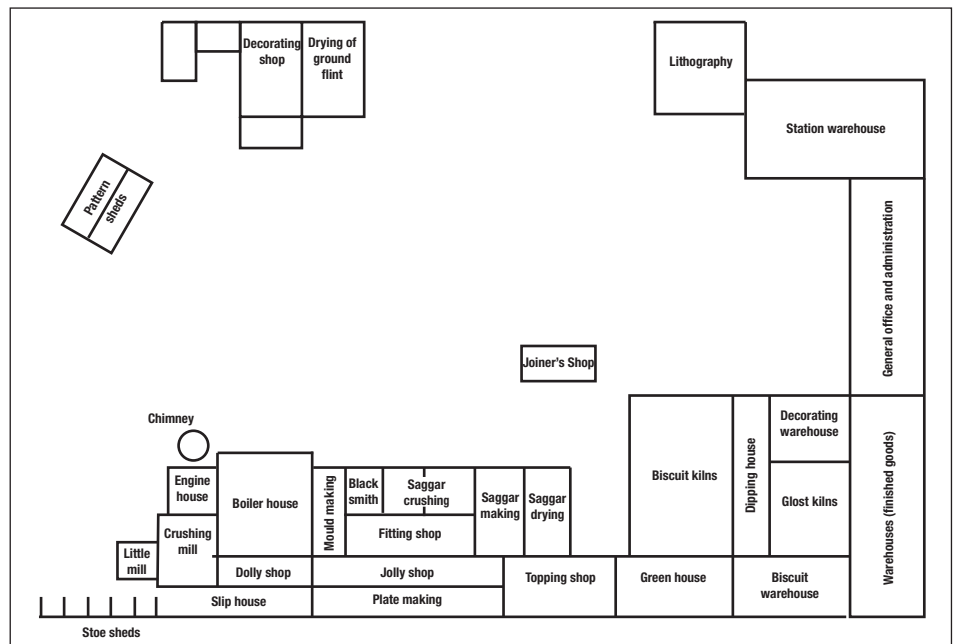 Decorating
shop
Drying of
ground
flint
Lithography
Station warehouse
Pattern
sheds
General office and administration
Joiner's Shop
Chimney
Decorating
warehouse
Engine
house
Boiler house
Mould making
Black
smith
Saggar
crushing
Saggar
making
Saggar
drying
Biscuit kilns
Dipping house
Glost kilns
Warehouses (finished goods)
Crushing
mill
Fitting shop
Little
mill
Dolly shop
Jolly shop
Topping shop
Green house
Biscuit
warehouse
Slip house
Plate making
Stoe sheds